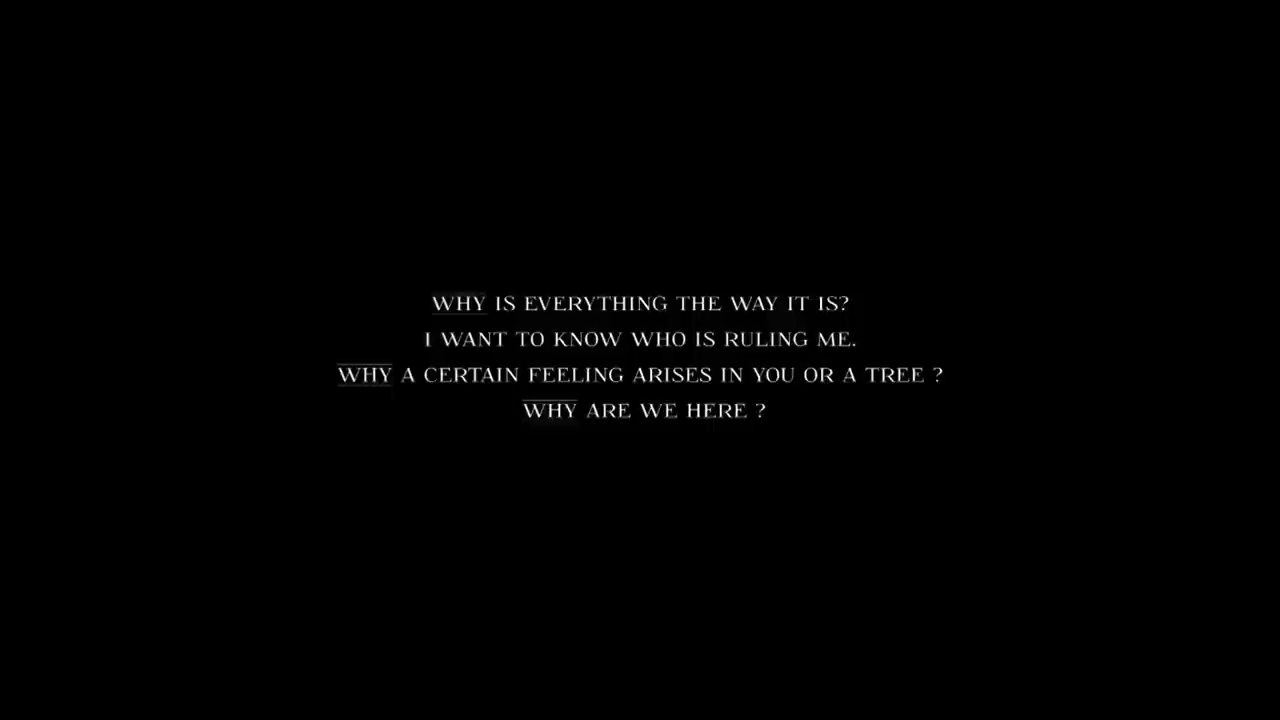 WHY IS EVERYTHING THE WAY IT IS?
I WANT TO KNOW WHO IS RULING ME.
WHY A CERTAIN FEELING ARISES IN YOU OR A TREE ?
WHY ARE WE HERE ?